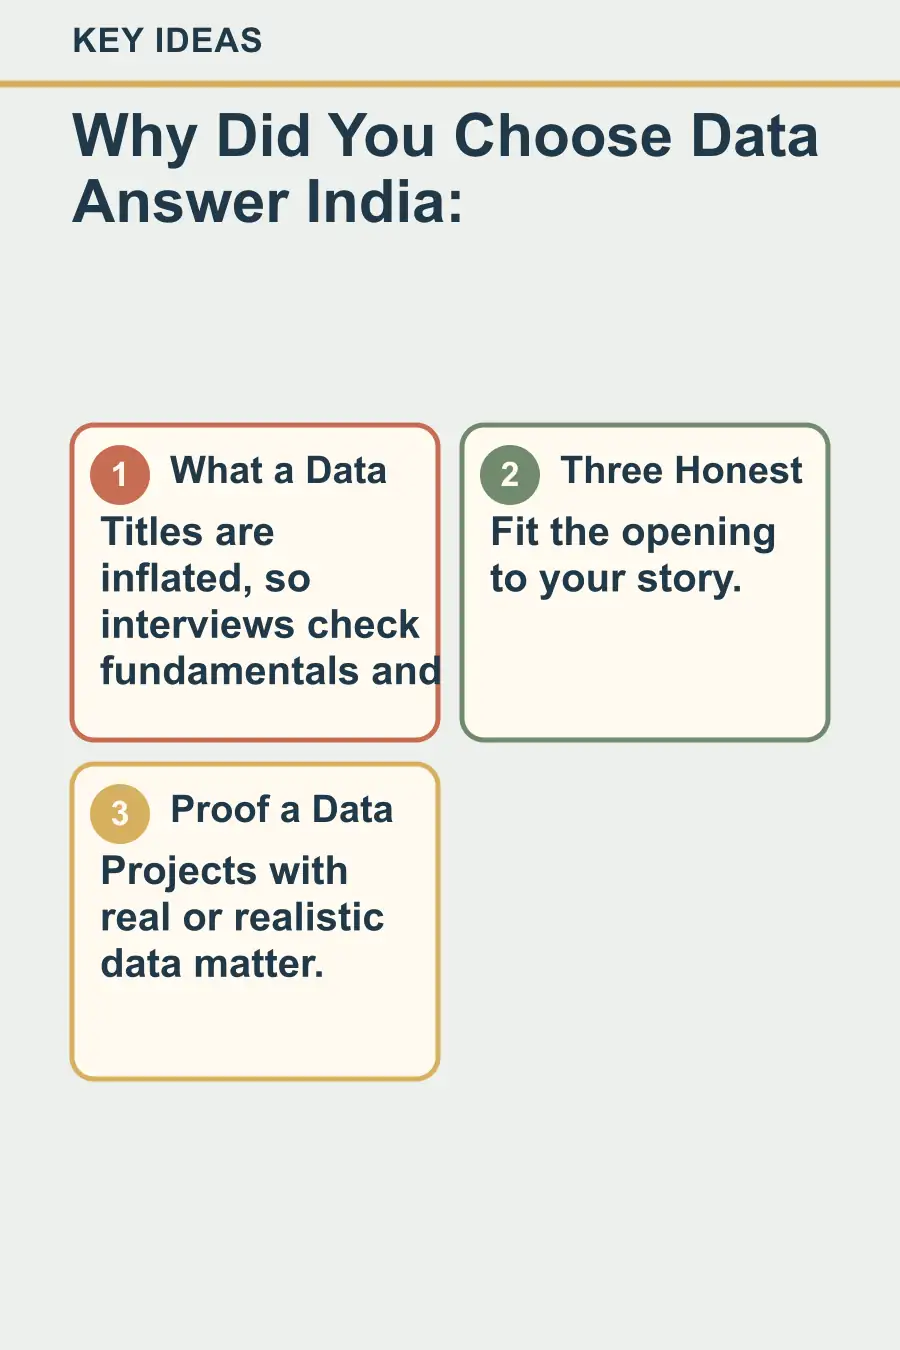 KEY IDEAS
Why Did You Choose Data
Answer India:
1 What a Data
Titles are
inflated, so
interviews check
fundamentals and
2 Three Honest
Fit the opening
to your story.
3 Proof a Data
Projects with
real or realistic
data matter.